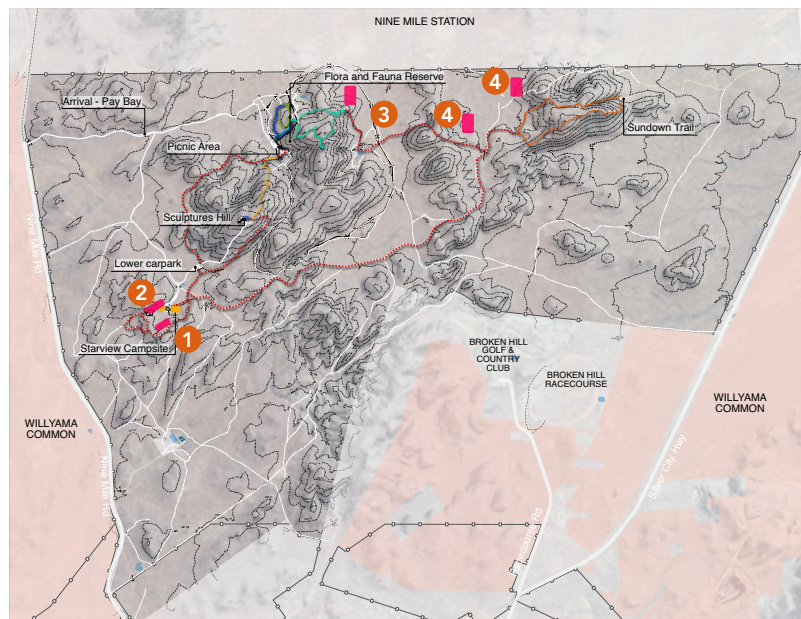 NINE MILE STATION
Flora and Fauna Reserve
4
Arrival - Pay Bay
3
4
Sundown Trail
Picnic Area
Sculptures Hill
Nine Mile Rd
Lower carpark
2
1
Starview Campsite
BROKEN HILL
GOLF &
COUNTRY
CLUB
BROKEN HILL
RACECOURSE
WILLYAMA
COMMON
WILLYAMA
COMMON
Nine Mile Rd
Silver City Hwy
Racecourse Rd